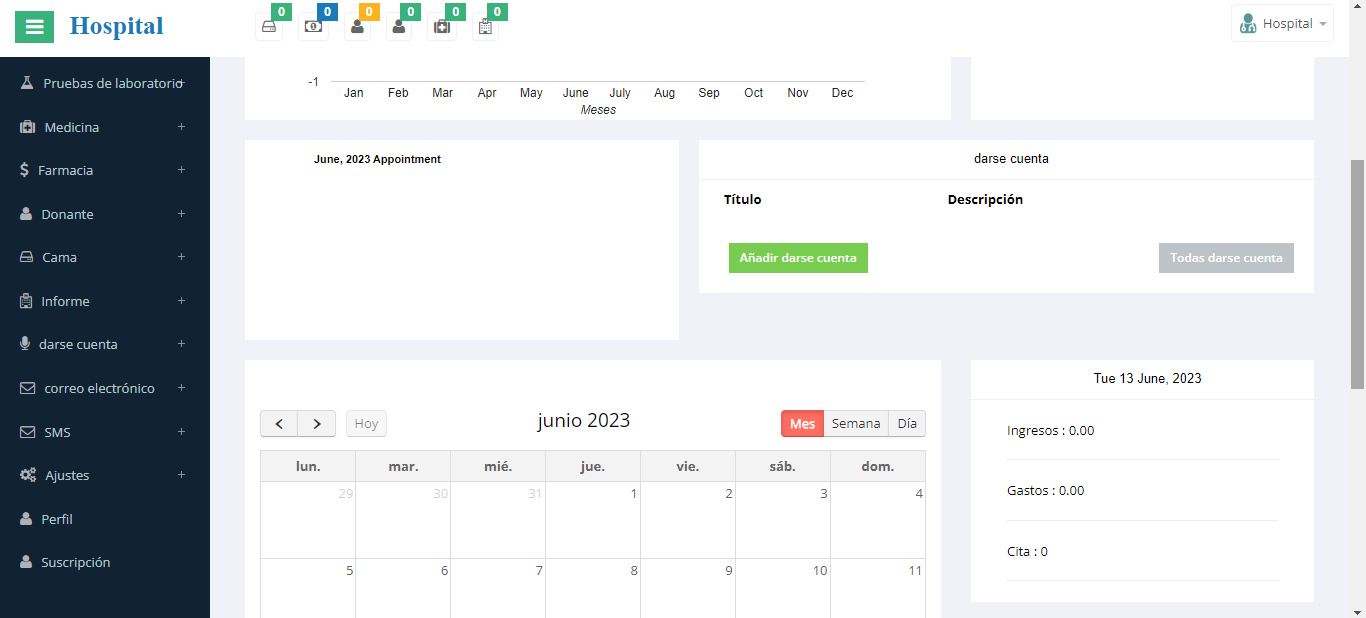 Hospital
0 0 0 0 0 0
Hospital
Pruebas de laboratorio +
Medicina +
Farmacia +
Donante +
Cama +
Informe +
darse cuenta +
correo electrónico +
SMS +
Ajustes +
Perfil
Suscripción
-1
Jan Feb Mar Apr May June July Aug Sep Oct Nov Dec
Meses
June, 2023 Appointment
darse cuenta
Título Descripción
Añadir darse cuenta Todas darse cuenta
< > Hoy junio 2023 Mes Semana Día
lun. mar. mié. jue. vie. sáb. dom.
29 30 31 1 2 3 4
5 6 7 8 9 10 11
Tue 13 June, 2023
Ingresos : 0.00
Gastos : 0.00
Cita : 0